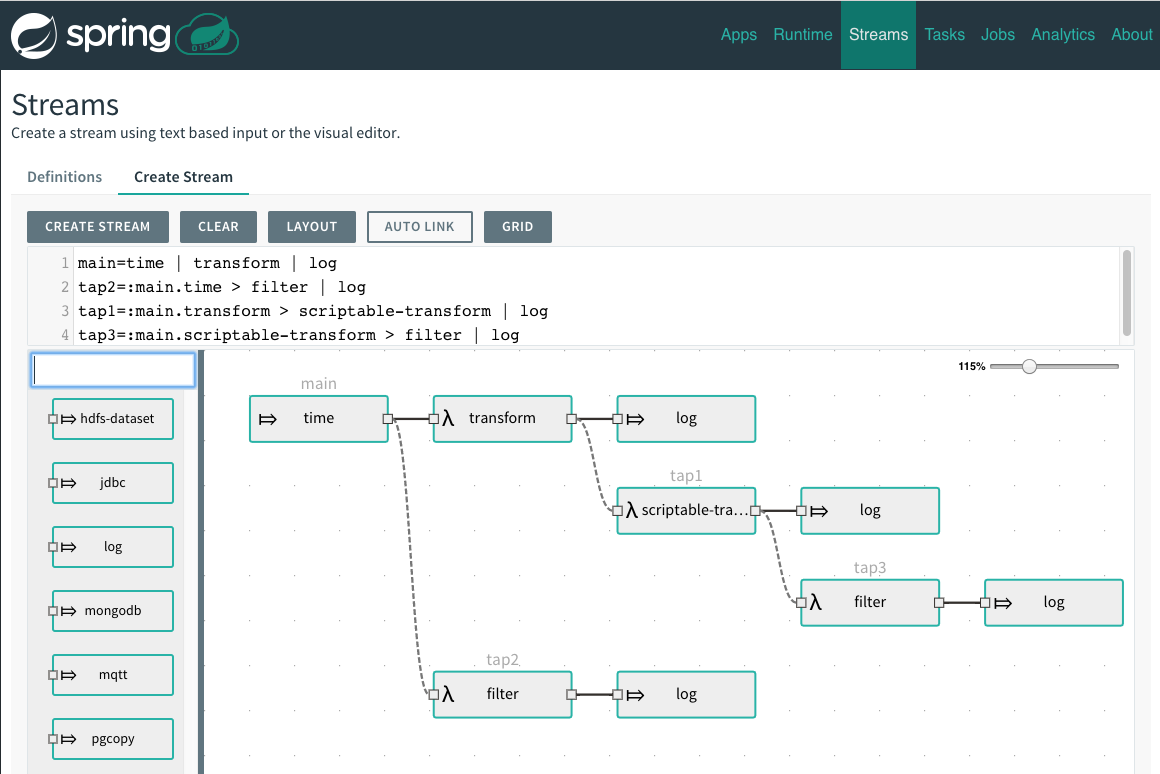 spring
Apps Runtime Streams Tasks Jobs Analytics About
Streams
Create a stream using text based input or the visual editor.
Definitions Create Stream
CREATE STREAM CLEAR LAYOUT AUTO LINK GRID
1 main=time | transform | log
2 tap2=:main.time > filter | log
3 tap1=:main.transform > scriptable-transform | log
4 tap3=:main.scriptable-transform > filter | log
115%
hdfs-dataset
jdbc
log
mongodb
mqtt
pgcopy
main
time λ transform log
tap1
λ scriptable-tra... log
tap3
λ filter log
tap2
λ filter log